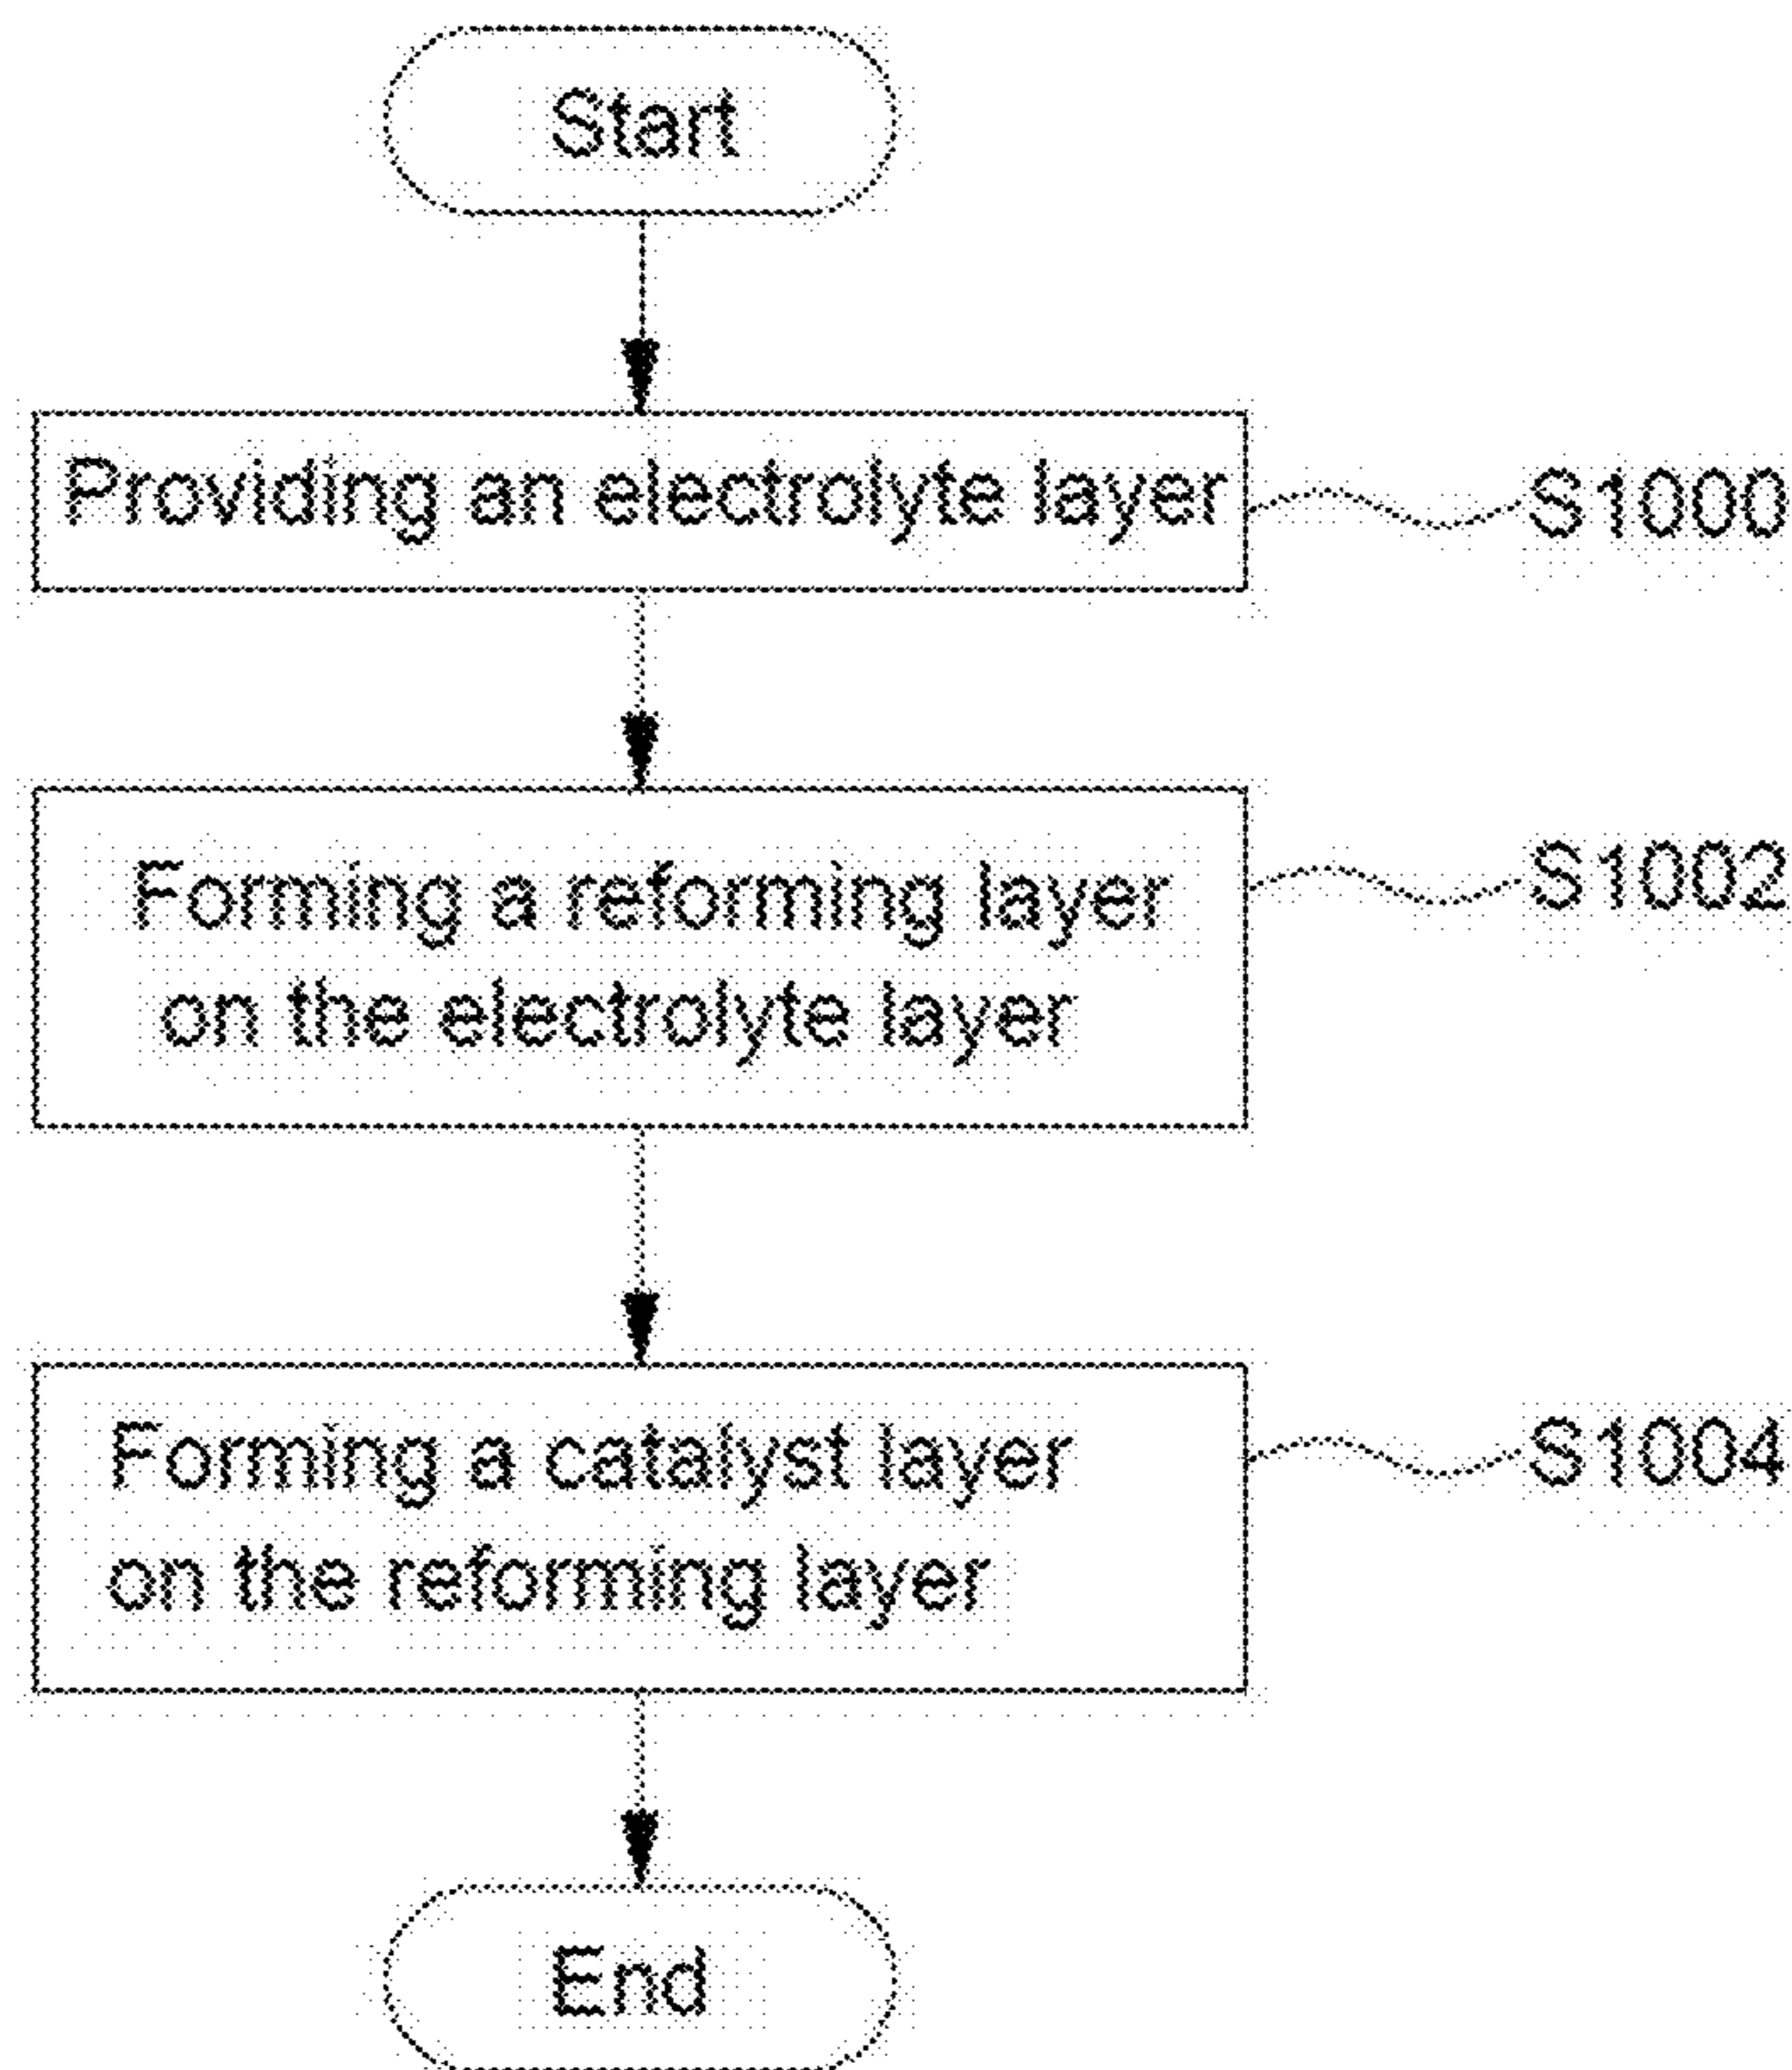 Start
Providing an electrolyte layer
S1000
Forming a reforming layer
on the electrolyte layer
S1002
Forming a catalyst layer
on the reforming layer
S1004
End